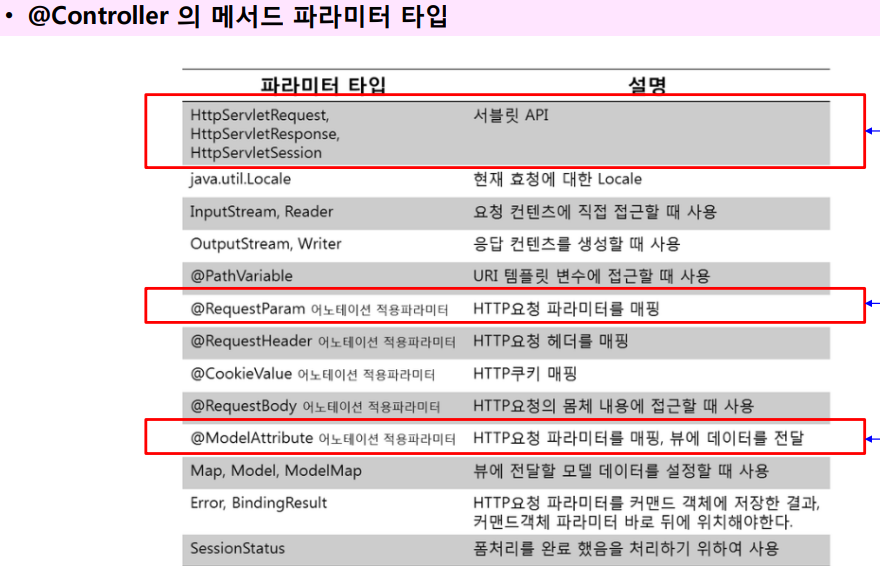 • @Controller 의 메서드 파라미터 타입
파라미터 타입 설명
HttpServletRequest, 서블릿 API
HttpServletResponse,
HttpServletSession
java.util.Locale 현재 효청에 대한 Locale
InputStream, Reader 요청 컨텐츠에 직접 접근할 때 사용
OutputStream, Writer 응답 컨텐츠를 생성할 때 사용
@PathVariable URI 템플릿 변수에 접근할 때 사용
@RequestParam 어노테이션 적용파라미터 HTTP요청 파라미터를 매핑
@RequestHeader 어노테이션 적용파라미터 HTTP요청 헤더를 매핑
@CookieValue 어노테이션 적용파라미터 HTTP쿠키 매핑
@RequestBody 어노테이션 적용파라미터 HTTP요청의 몸체 내용에 접근할 때 사용
@ModelAttribute 어노테이션 적용파라미터 HTTP요청 파라미터를 매핑, 뷰에 데이터를 전달
Map, Model, ModelMap 뷰에 전달할 모델 데이터를 설정할 때 사용
Error, BindingResult HTTP요청 파라미터를 커맨드 객체에 저장한 결과,
커맨드객체 파라미터 바로 뒤에 위치해야한다.
SessionStatus 폼처리를 완료 했음을 처리하기 위하여 사용